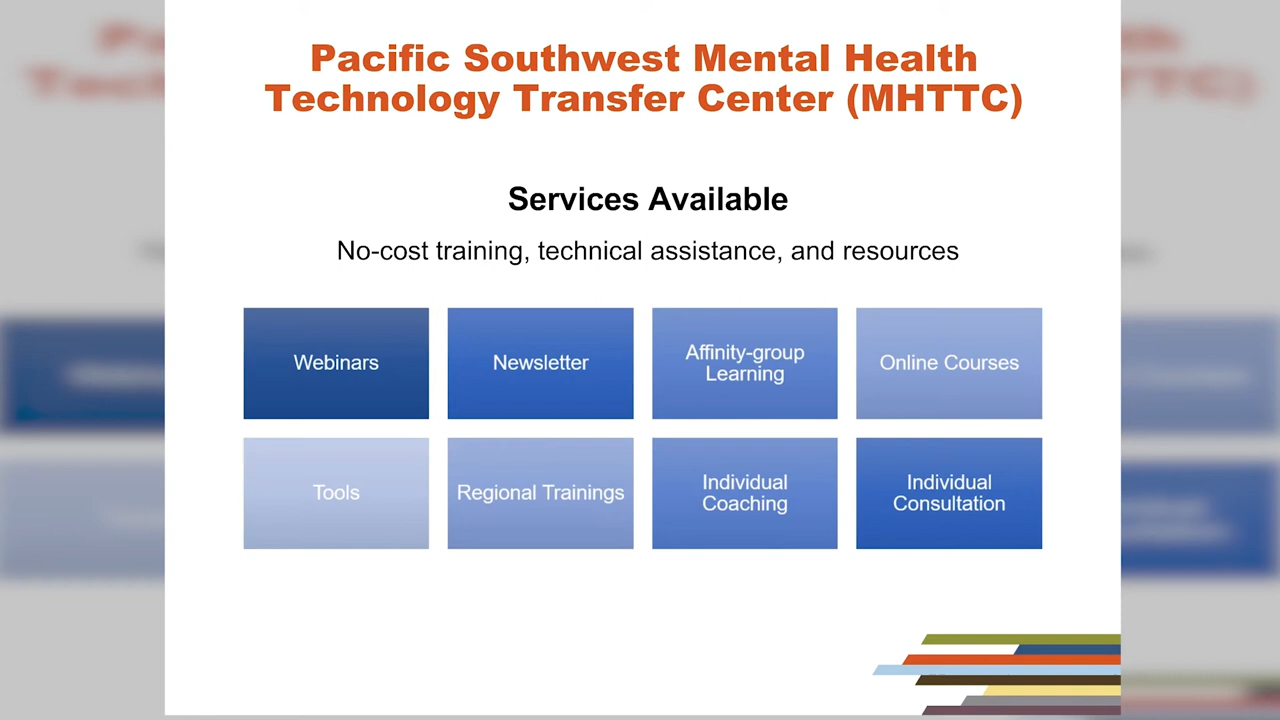 Pacific Southwest Mental Health
Technology Transfer Center (MHTTC)
Services Available
No-cost training, technical assistance, and resources
Webinars
Newsletter
Affinity-group
Learning
Online Courses
Tools
Regional Trainings
Individual
Coaching
Individual
Consultation